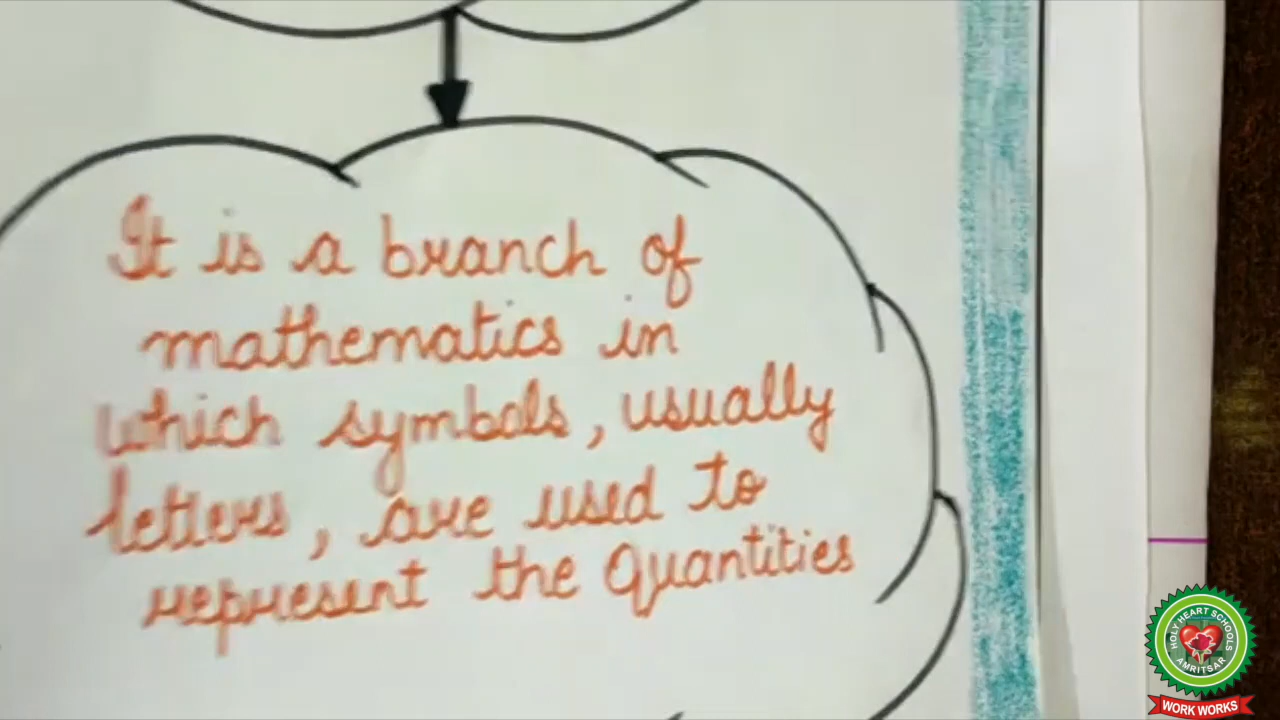 It is a branch of
mathematics in
which symbols, usually
letters, are used to
represent the Quantities
HOLY HEART SCHOOLS
AMRITSAR
WORK WORKS